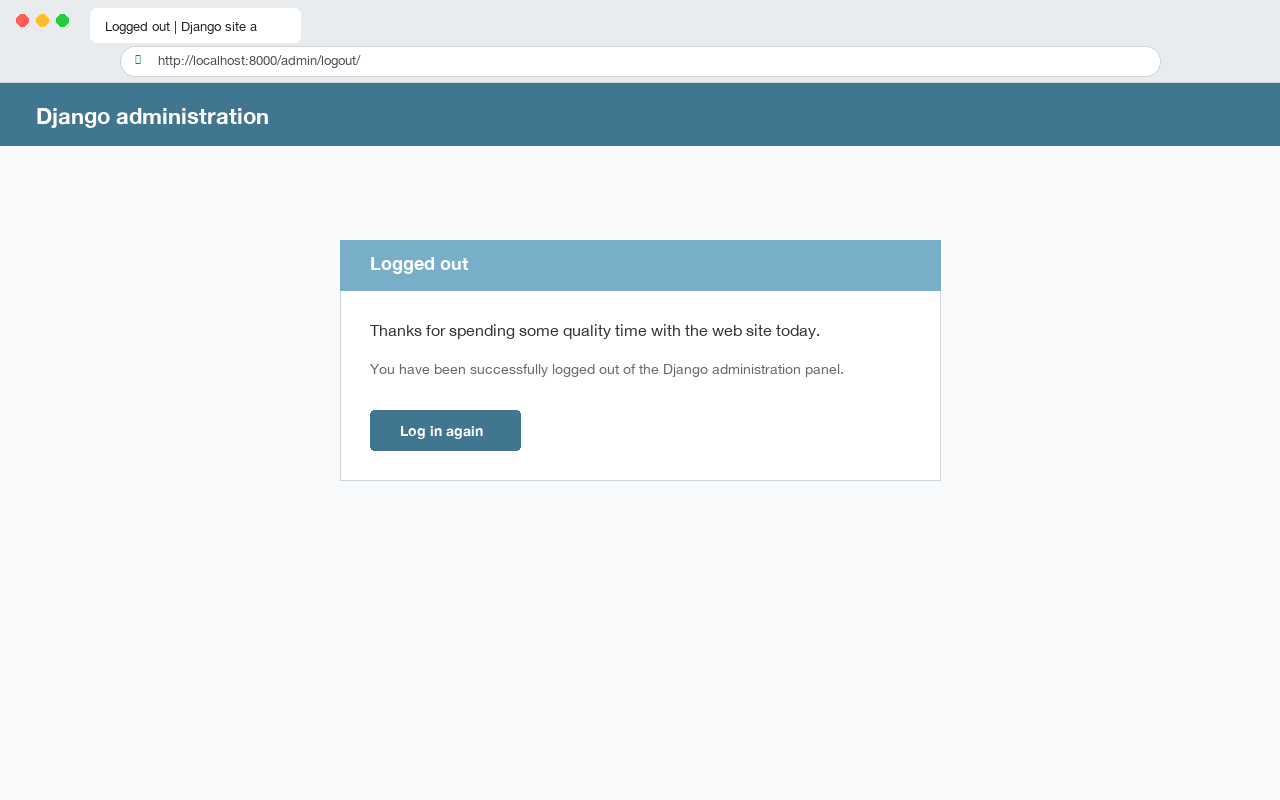 Logged out | Django site a
http://localhost:8000/admin/logout/
Django administration
Logged out
Thanks for spending some quality time with the web site today.
You have been successfully logged out of the Django administration panel.
Log in again